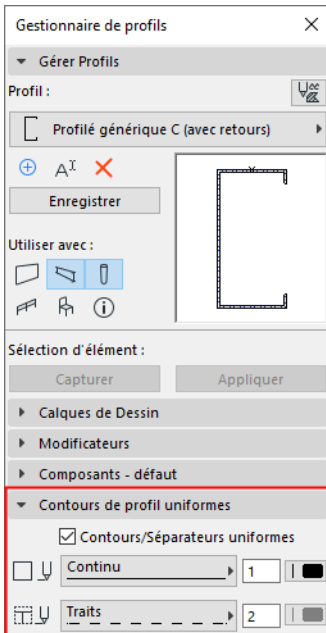 Gestionnaire de profils
Gérer Profils
Profil :
Profilé générique C (avec retours)
Enregistrer
Utiliser avec :
Sélection d'élément :
Capturer Appliquer
Calques de Dessin
Modificateurs
Composants - défaut
Contours de profil uniformes
Contours/Séparateurs uniformes
Continu 1
Traits 2